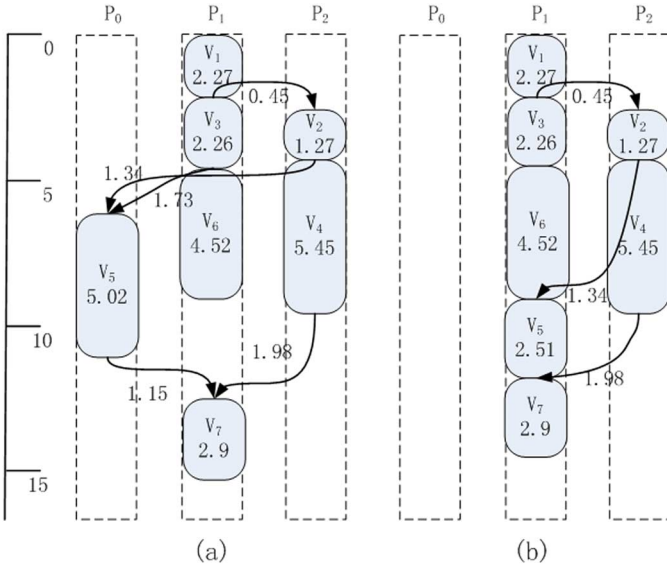 P0 P1 P2 P1 P2
0
V1 V1
2.27 2.27
0.45 0.45
V3 V2 V3 V2
2.26 1.27 2.26 1.27
1.34
5
1.73
V6 V4 V6 V4
4.52 5.45 4.52 5.45
V5
5.02
1.34
10
V5
2.51
1.98
1.15
1.98
V7 V7
2.9 2.9
15
(a) (b)